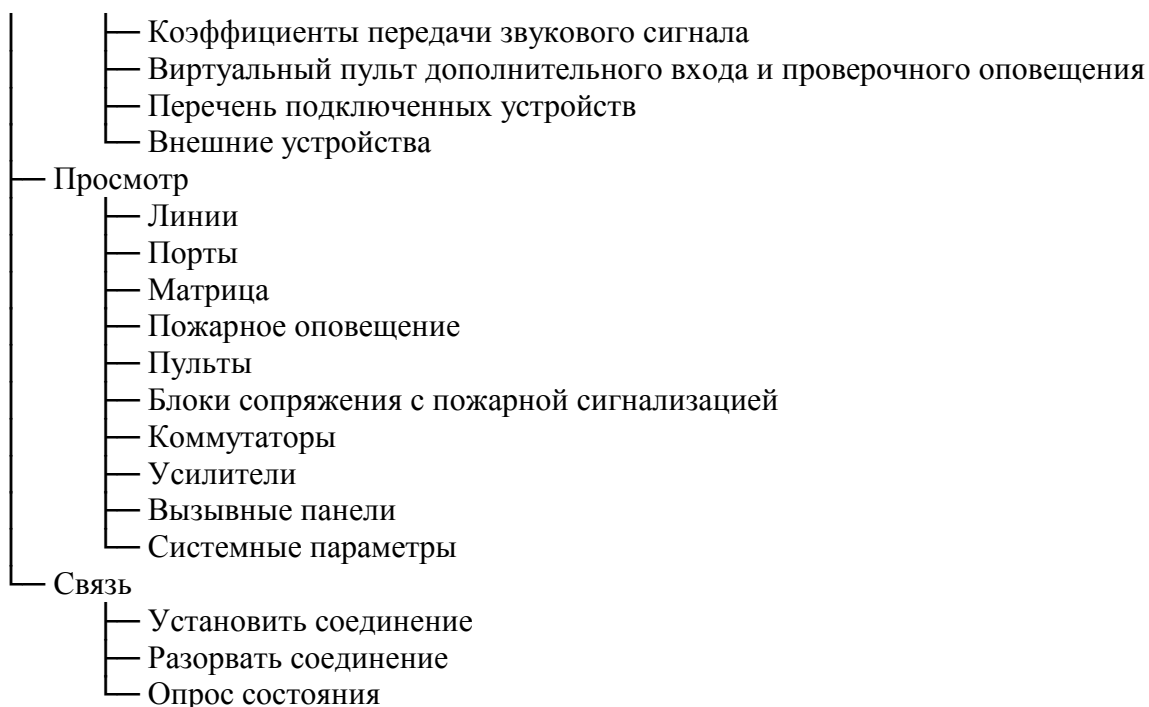 Коэффициенты передачи звукового сигнала
Виртуальный пульт дополнительного входа и проверочного оповещения
Перечень подключенных устройств
Внешние устройства
Просмотр
Линии
Порты
Матрица
Пожарное оповещение
Пульты
Блоки сопряжения с пожарной сигнализацией
Коммутаторы
Усилители
Вызывные панели
Системные параметры
Связь
Установить соединение
Разорвать соединение
Опрос состояния